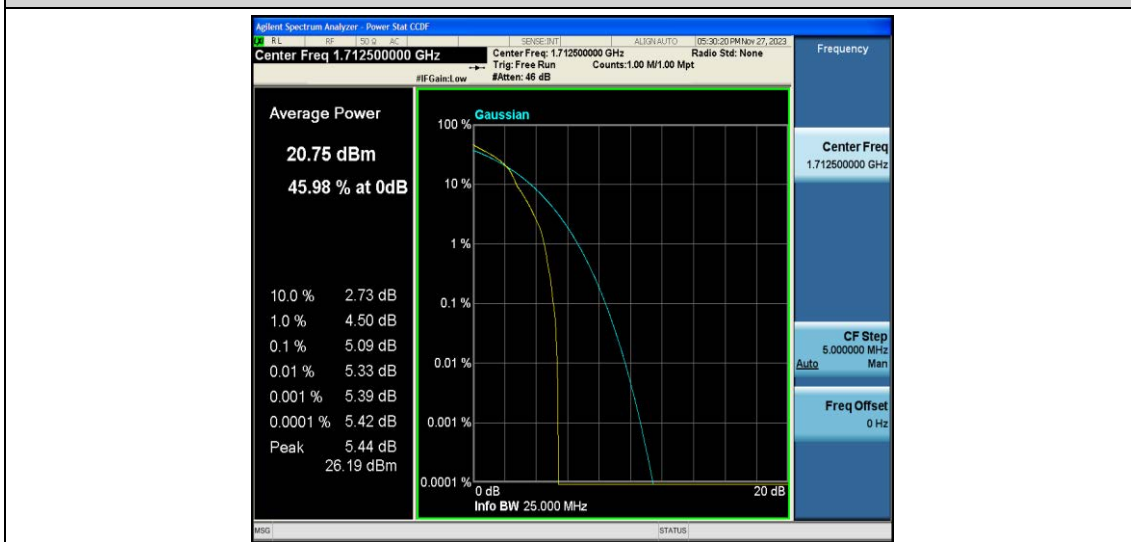 Agilent Spectrum Analyzer - Power Stat CCDF
RL RF 50 Ω AC SENSE:INT ALIGN AUTO 05:30:20 PM Nov 27, 2023
Center Freq 1.712500000 GHz
Center Freq: 1.712500000 GHz Radio Std: None
Trig: Free Run Counts:1.00 M/1.00 Mpt
#IFGain:Low #Atten: 46 dB
Frequency
Average Power
20.75 dBm
45.98 % at 0dB
10.0 % 2.73 dB
1.0 % 4.50 dB
0.1 % 5.09 dB
0.01 % 5.33 dB
0.001 % 5.39 dB
0.0001 % 5.42 dB
Peak 5.44 dB
26.19 dBm
Gaussian
100 %
10 %
1 %
0.1 %
0.01 %
0.001 %
0.0001 %
0 dB 20 dB
Info BW 25.000 MHz
Center Freq
1.712500000 GHz
CF Step
5.000000 MHz
Auto Man
Freq Offset
0 Hz
MSG STATUS